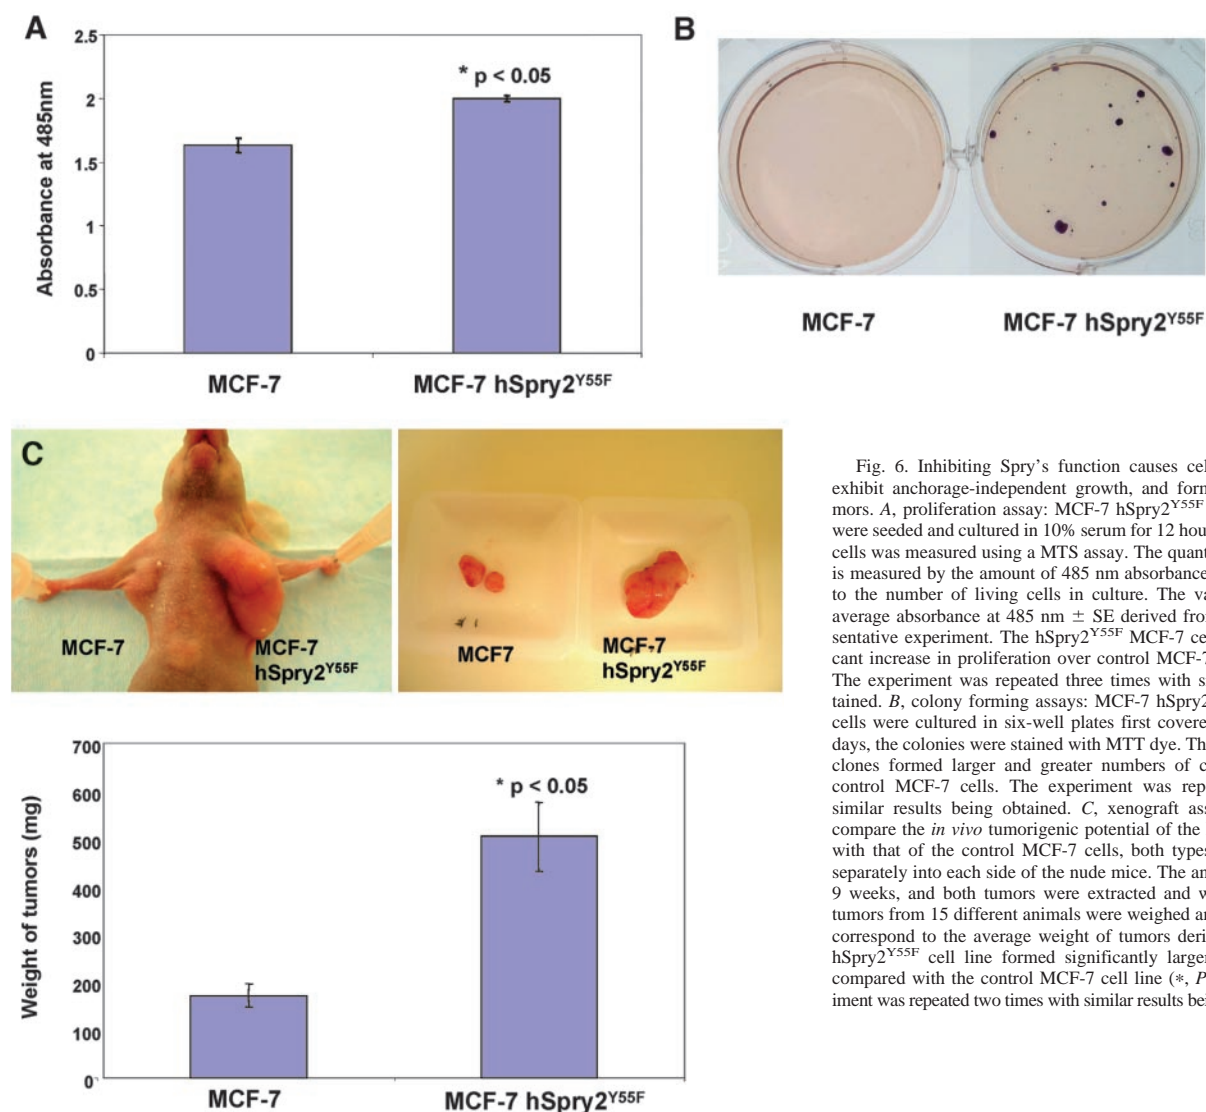 A
2.5
2
1.5
1
0.5
0
Absorbance at 485nm
* p < 0.05
MCF-7
MCF-7 hSpry2Y55F
B
MCF-7
MCF-7 hSpry2Y55F
C
MCF-7
MCF-7
hSpry2Y55F
MCF7
MCF-7
hSpry2Y55F
700
600
500
400
300
200
100
0
Weight of tumors (mg)
* p < 0.05
MCF-7
MCF-7 hSpry2Y55F
Fig. 6. Inhibiting Spry's function causes cel
exhibit anchorage-independent growth, and form
mors. A, proliferation assay: MCF-7 hSpry2Y55F
were seeded and cultured in 10% serum for 12 hour
cells was measured using a MTS assay. The quant
is measured by the amount of 485 nm absorbance
to the number of living cells in culture. The va
average absorbance at 485 nm ± SE derived from
sentative experiment. The hSpry2Y55F MCF-7 ce
cant increase in proliferation over control MCF-7
The experiment was repeated three times with s
tained. B, colony forming assays: MCF-7 hSpry2
cells were cultured in six-well plates first covere
days, the colonies were stained with MTT dye. Th
clones formed larger and greater numbers of c
control MCF-7 cells. The experiment was rep
similar results being obtained. C, xenograft ass
compare the in vivo tumorigenic potential of the
with that of the control MCF-7 cells, both types
separately into each side of the nude mice. The an
9 weeks, and both tumors were extracted and w
tumors from 15 different animals were weighed an
correspond to the average weight of tumors deri
hSpry2Y55F cell line formed significantly larger
compared with the control MCF-7 cell line (*, P
iment was repeated two times with similar results bei